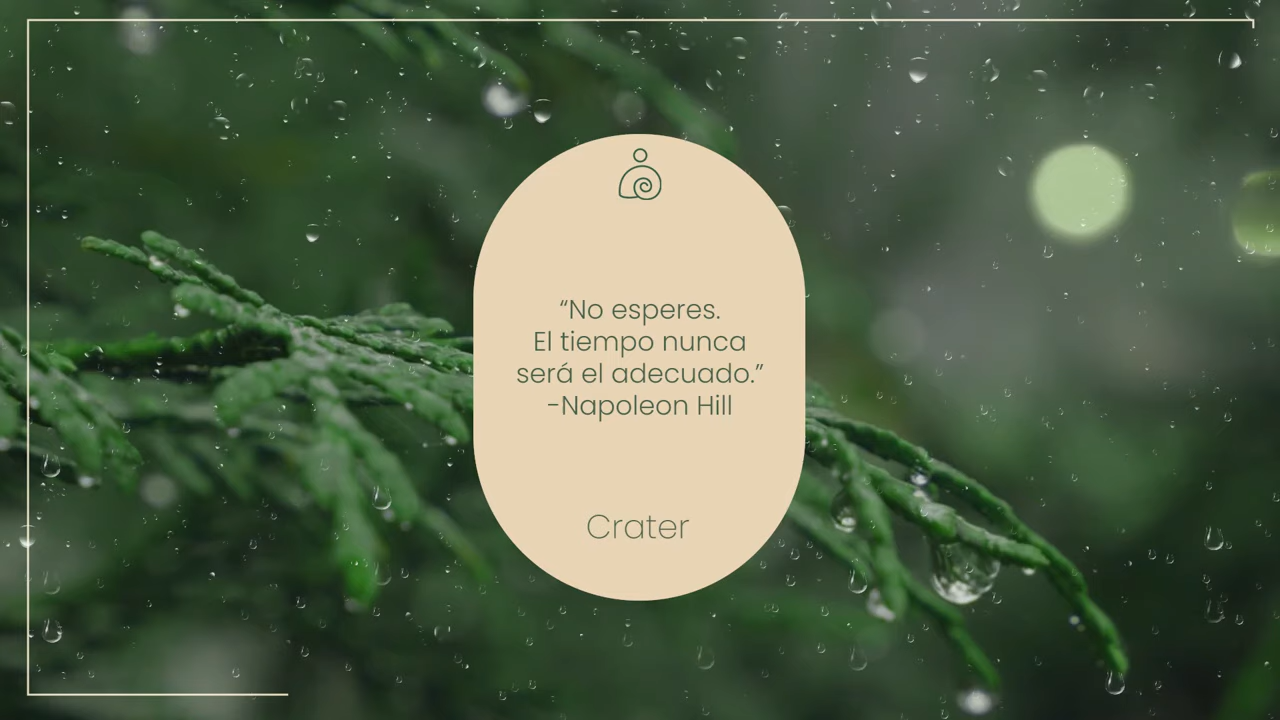 “No esperes.
El tiempo nunca
será el adecuado.”
-Napoleon Hill
Crater